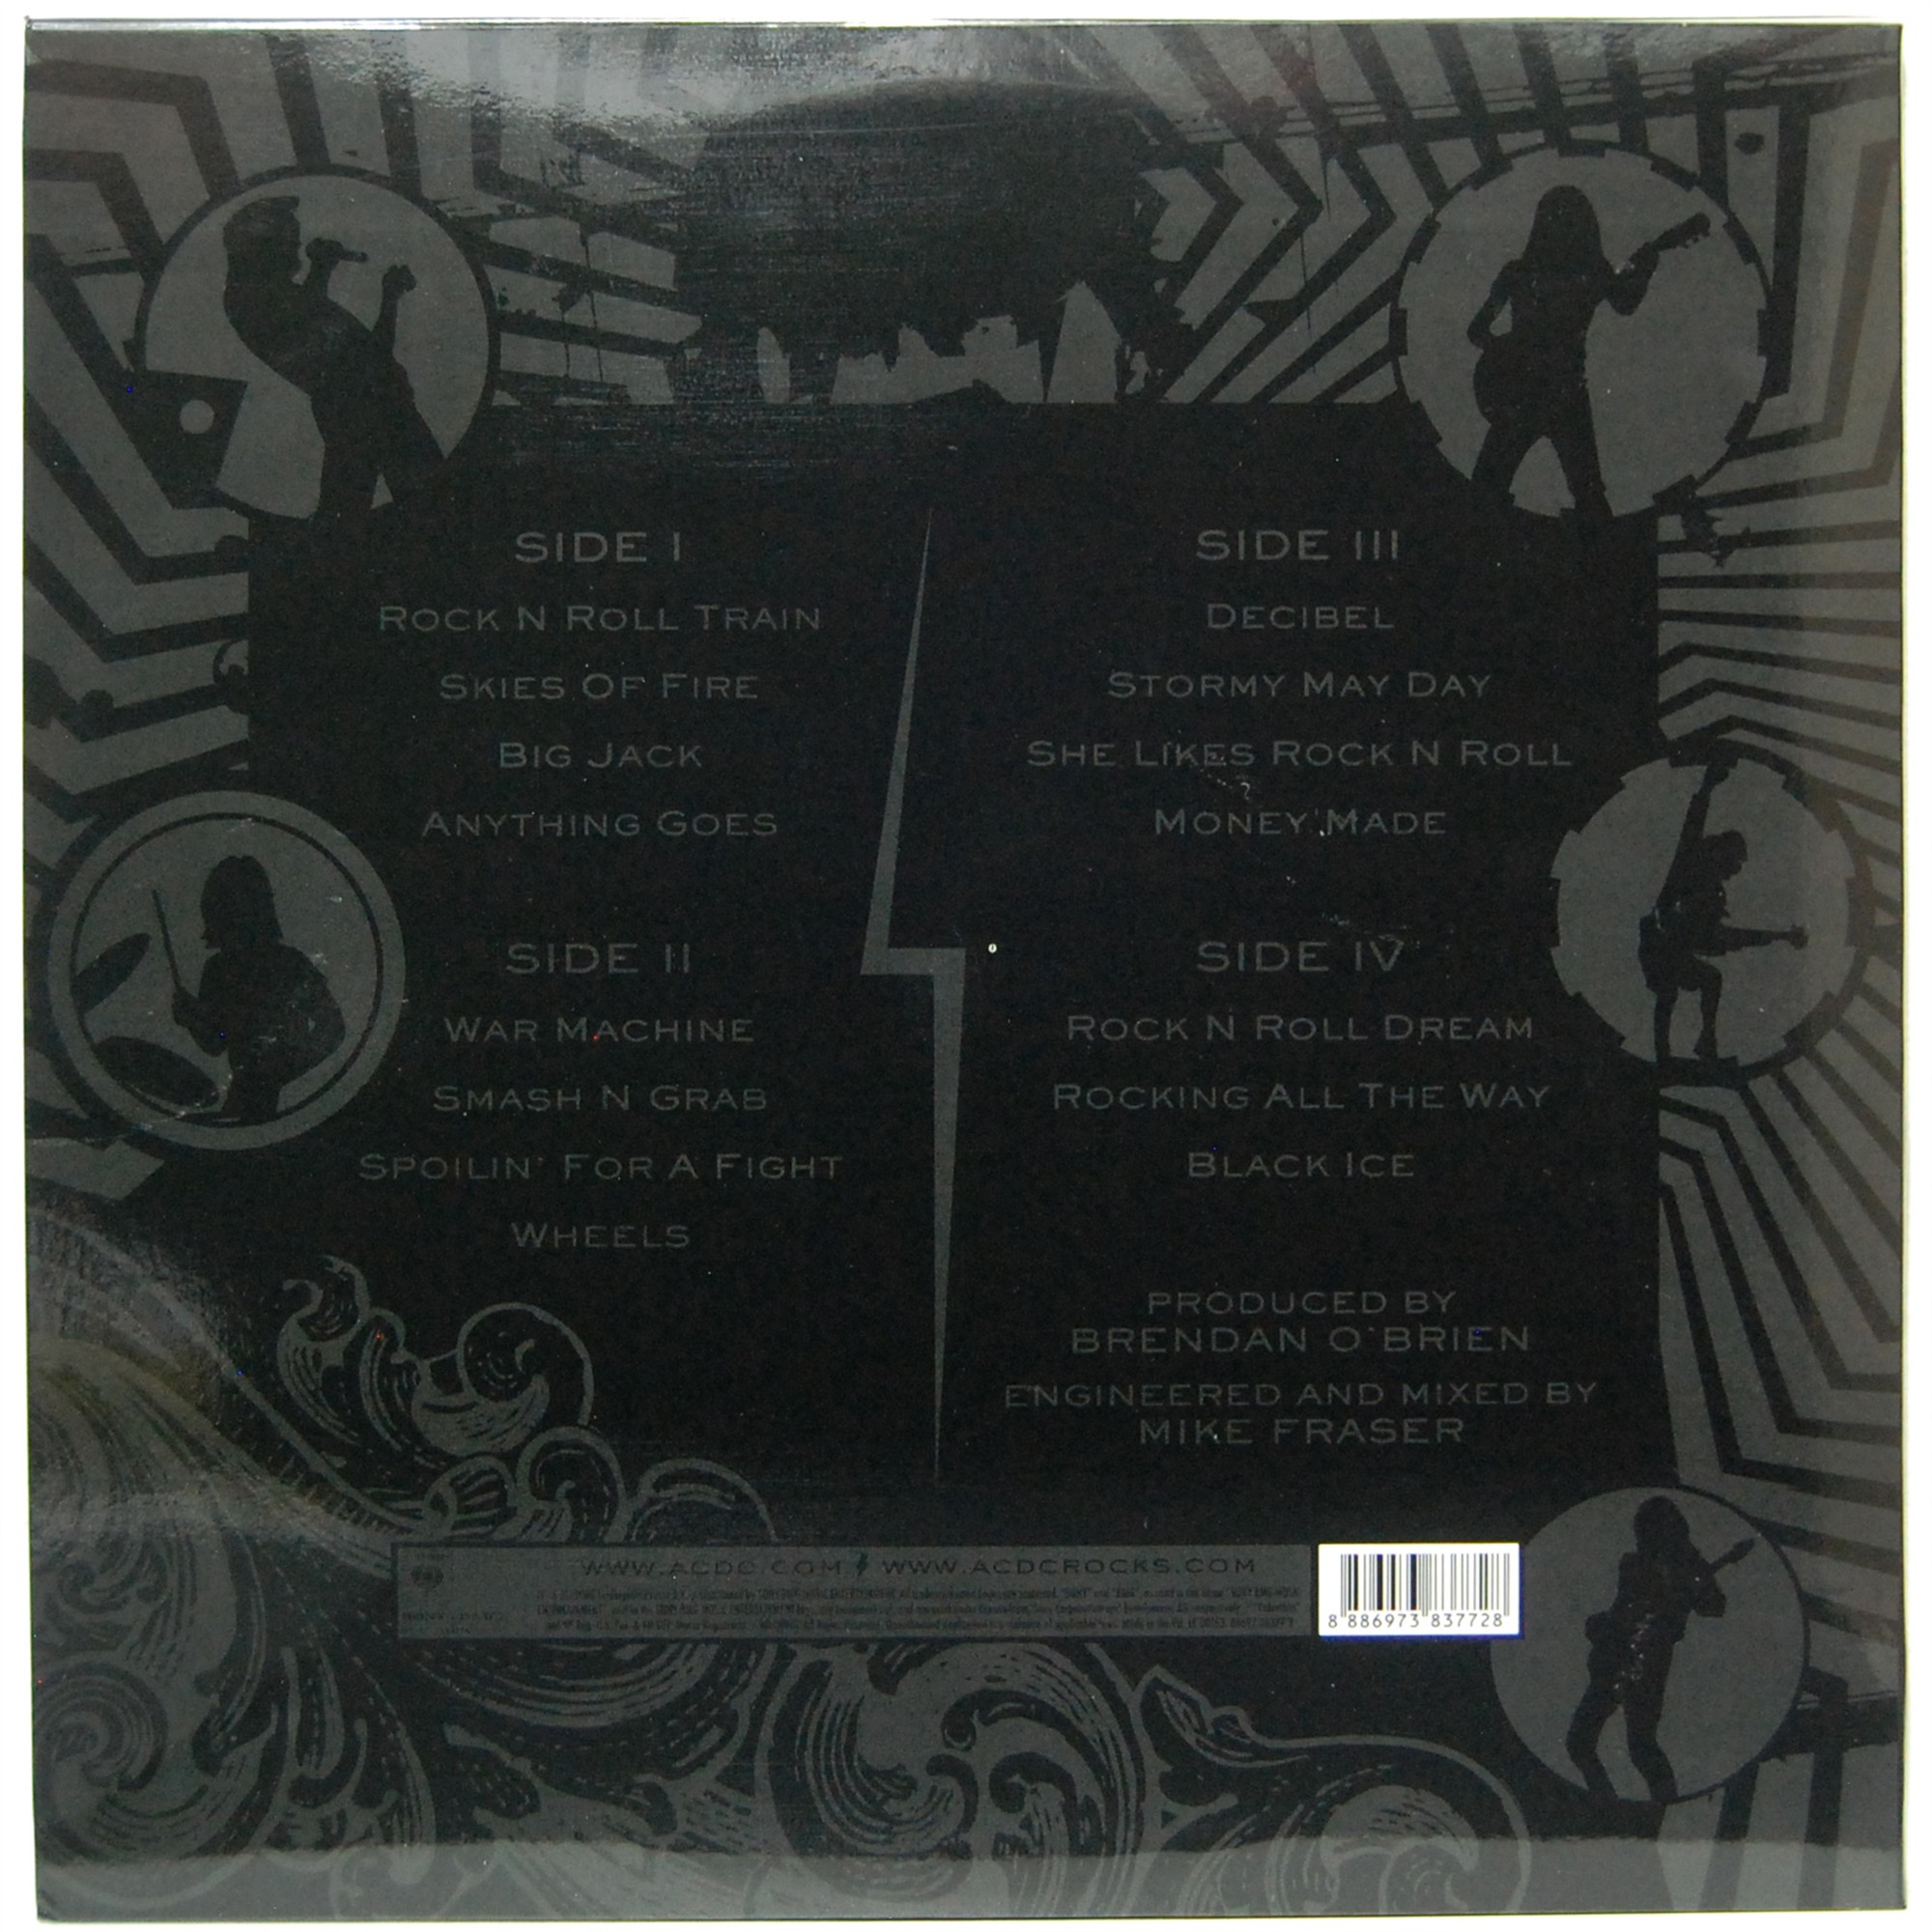 SIDE I
ROCK N ROLL TRAIN
SKIES OF FIRE
BIG JACK
ANYTHING GOES
SIDE II
WAR MACHINE
SMASH N GRAB
SPOILIN' FOR A FIGHT
WHEELS
SIDE III
DECIBEL
STORMY MAY DAY
SHE LIKES ROCK N ROLL
MONEY MADE
SIDE IV
ROCK N ROLL DREAM
ROCKING ALL THE WAY
BLACK ICE
PRODUCED BY
BRENDAN O'BRIEN
ENGINEERED AND MIXED BY
MIKE FRASER
WWW.ACDC.COM WWW.ACDCROCKS.COM
8 886973 837728